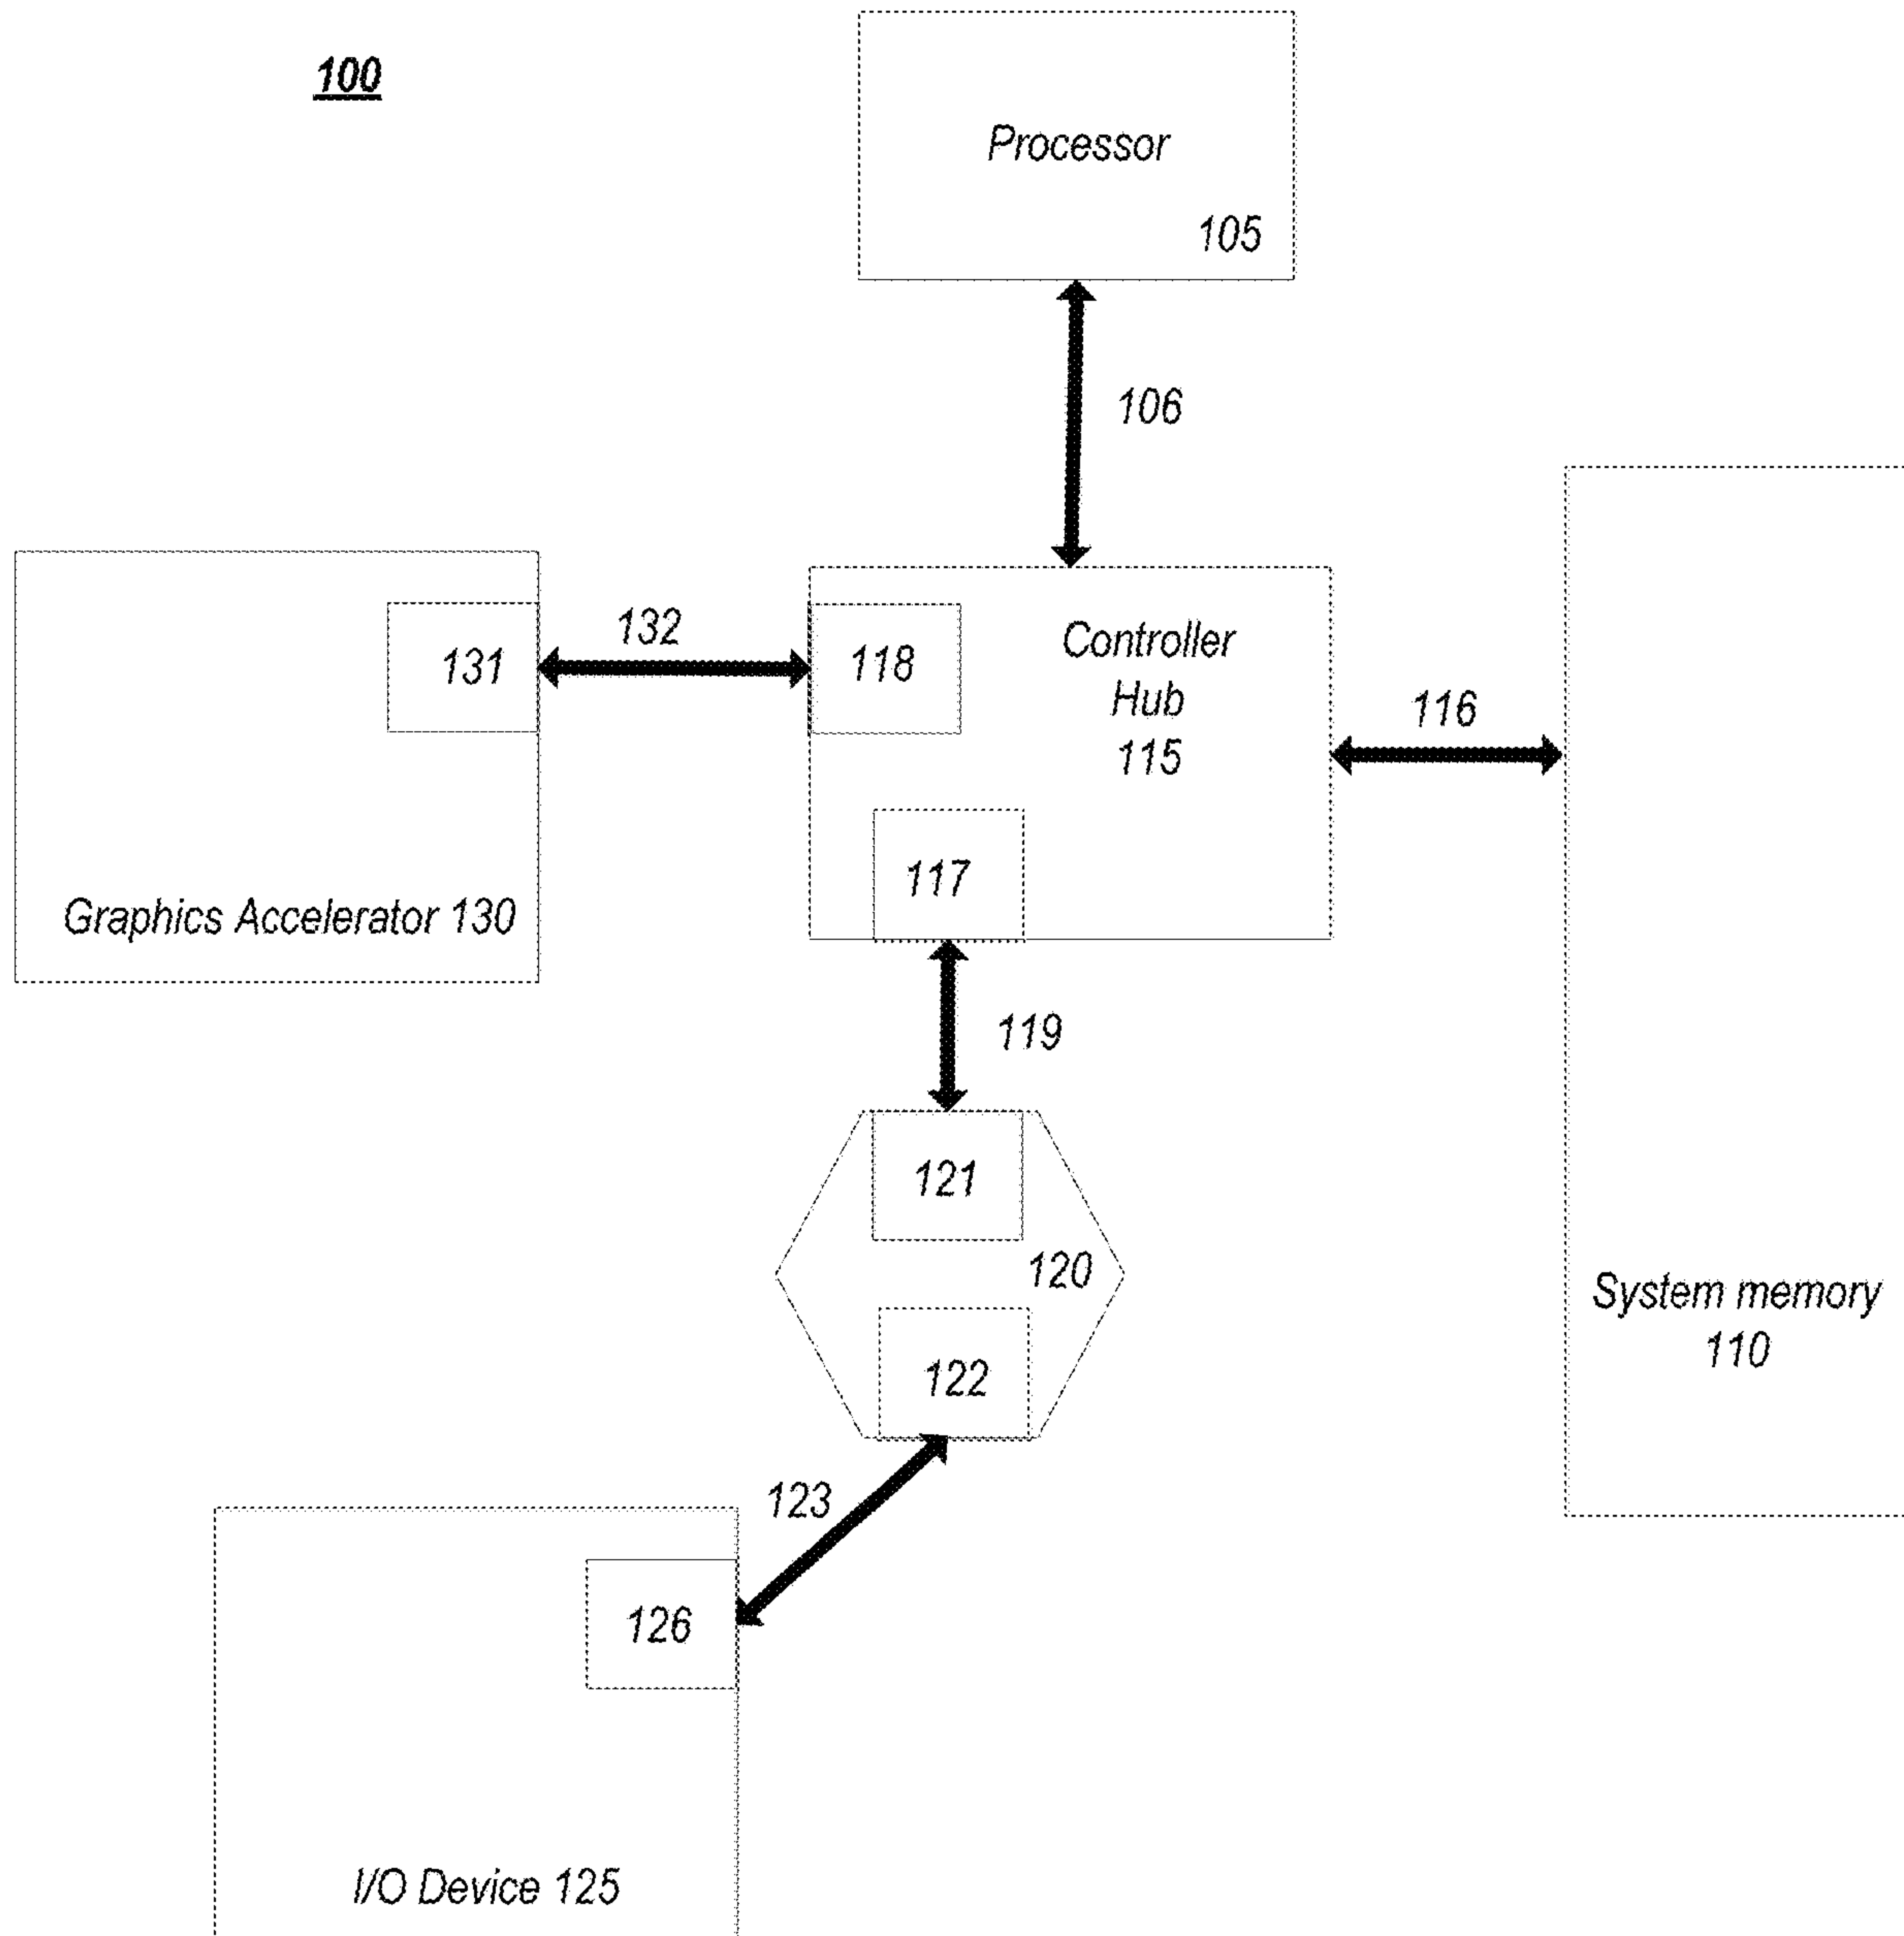 100
Processor
105
106
Controller
Hub
115
132
131
118
116
117
Graphics Accelerator 130
119
121
120
System memory
110
122
123
126
I/O Device 125